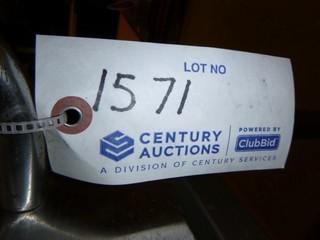 LOT NO
1571
CENTURY AUCTIONS
POWERED BY
ClubBid
A DIVISION OF CENTURY SERVICES